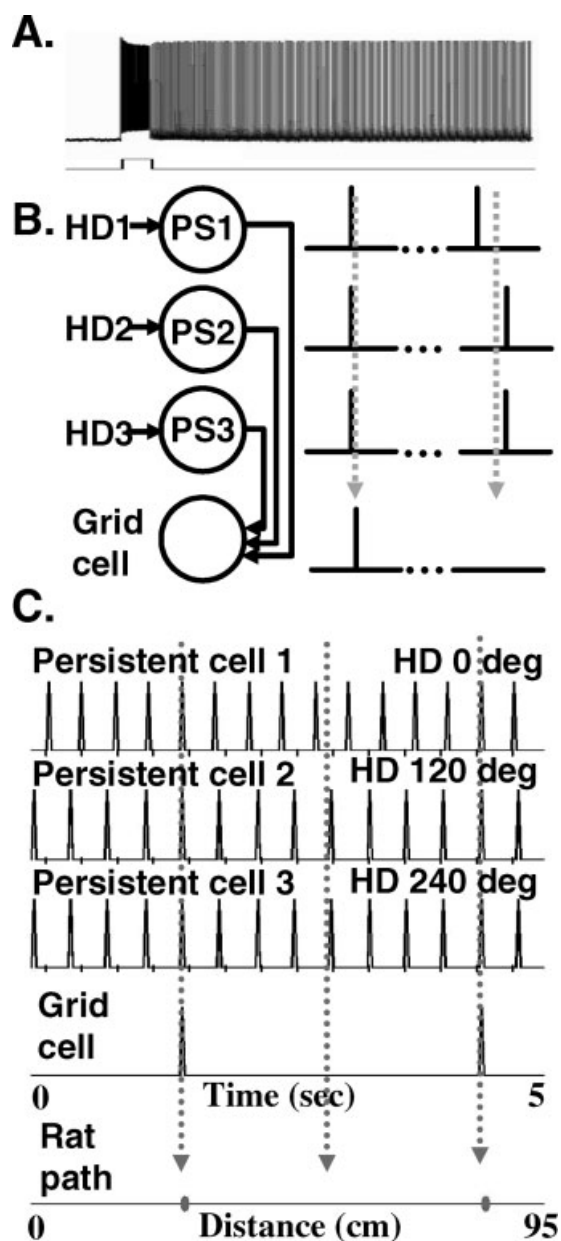 A.
B.
HD1 PS1
HD2 PS2
HD3 PS3
Grid
cell
C.
Persistent cell 1 HD 0 deg
Persistent cell 2 HD 120 deg
Persistent cell 3 HD 240 deg
Grid
cell
0 Time (sec) 5
Rat
path
0 Distance (cm) 95